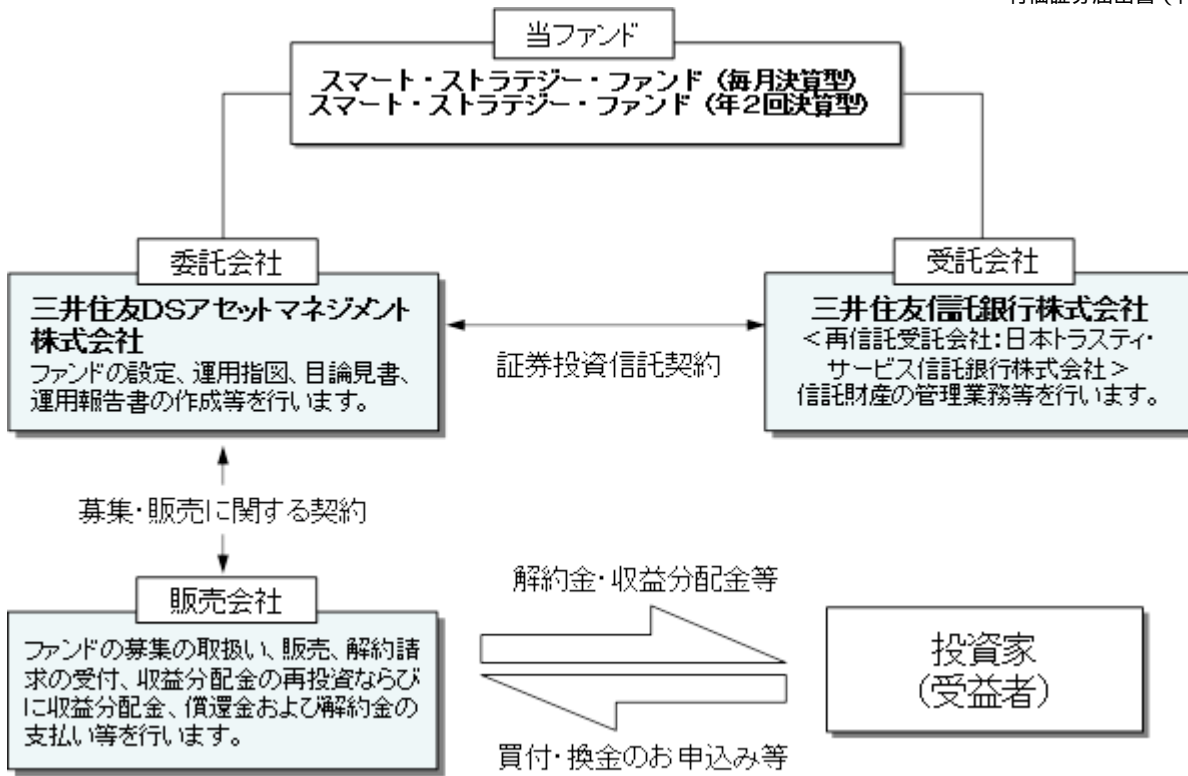 当ファンド
スマート・ストラテジー・ファンド（毎月決算型）
スマート・ストラテジー・ファンド（年2回決算型）
委託会社
三井住友DSアセットマネジメント
株式会社
ファンドの設定、運用指図、目論見書、
運用報告書の作成等を行います。
証券投資信託契約
受託会社
三井住友信託銀行株式会社
＜再信託受託会社：日本トラスティ・
サービス信託銀行株式会社＞
信託財産の管理業務等を行います。
募集・販売に関する契約
販売会社
ファンドの募集の取扱い、販売、解約請
求の受付、収益分配金の再投資ならび
に収益分配金、償還金および解約金の
支払い等を行います。
解約金・収益分配金等
買付・換金のお申込み等
投資家
（受益者）